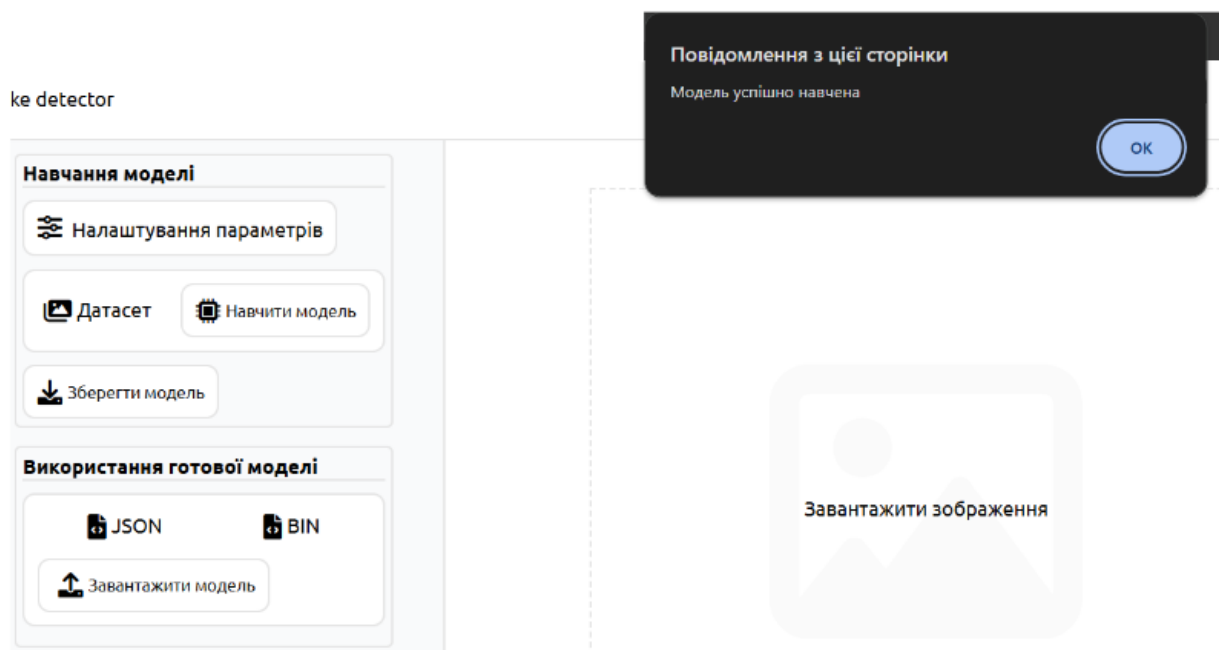 Повідомлення з цієї сторінки
Модель успішно навчена
OK
ke detector
Навчання моделі
Налаштування параметрів
Датасет
Навчити модель
Зберегти модель
Використання готової моделі
JSON
BIN
Завантажити модель
Завантажити зображення